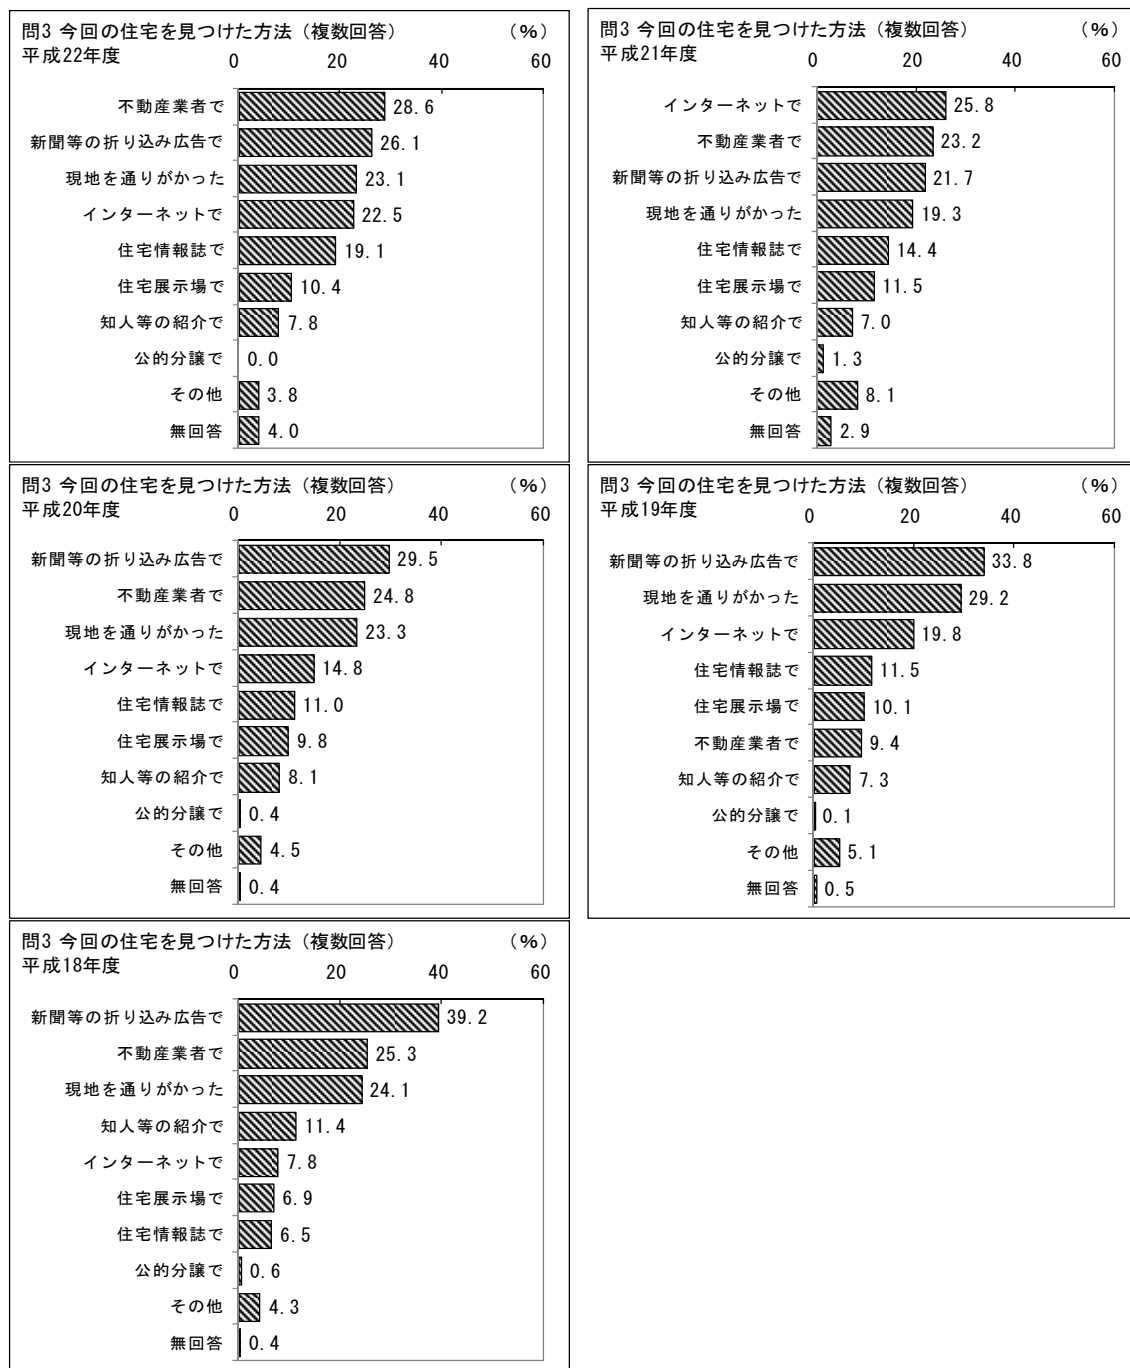 問3 今回の住宅を見つけた方法（複数回答） （%）
平成22年度
0 20 40 60
不動産業者で 28.6
新聞等の折り込み広告で 26.1
現地を通りがかった 23.1
インターネットで 22.5
住宅情報誌で 19.1
住宅展示場で 10.4
知人等の紹介で 7.8
公的分譲で 0.0
その他 3.8
無回答 4.0
問3 今回の住宅を見つけた方法（複数回答） （%）
平成21年度
0 20 40 60
インターネットで 25.8
不動産業者で 23.2
新聞等の折り込み広告で 21.7
現地を通りがかった 19.3
住宅情報誌で 14.4
住宅展示場で 11.5
知人等の紹介で 7.0
公的分譲で 1.3
その他 8.1
無回答 2.9
問3 今回の住宅を見つけた方法（複数回答） （%）
平成20年度
0 20 40 60
新聞等の折り込み広告で 29.5
不動産業者で 24.8
現地を通りがかった 23.3
インターネットで 14.8
住宅情報誌で 11.0
住宅展示場で 9.8
知人等の紹介で 8.1
公的分譲で 0.4
その他 4.5
無回答 0.4
問3 今回の住宅を見つけた方法（複数回答） （%）
平成19年度
0 20 40 60
新聞等の折り込み広告で 33.8
現地を通りがかった 29.2
インターネットで 19.8
住宅情報誌で 11.5
住宅展示場で 10.1
不動産業者で 9.4
知人等の紹介で 7.3
公的分譲で 0.1
その他 5.1
無回答 0.5
問3 今回の住宅を見つけた方法（複数回答） （%）
平成18年度
0 20 40 60
新聞等の折り込み広告で 39.2
不動産業者で 25.3
現地を通りがかった 24.1
知人等の紹介で 11.4
インターネットで 7.8
住宅展示場で 6.9
住宅情報誌で 6.5
公的分譲で 0.6
その他 4.3
無回答 0.4